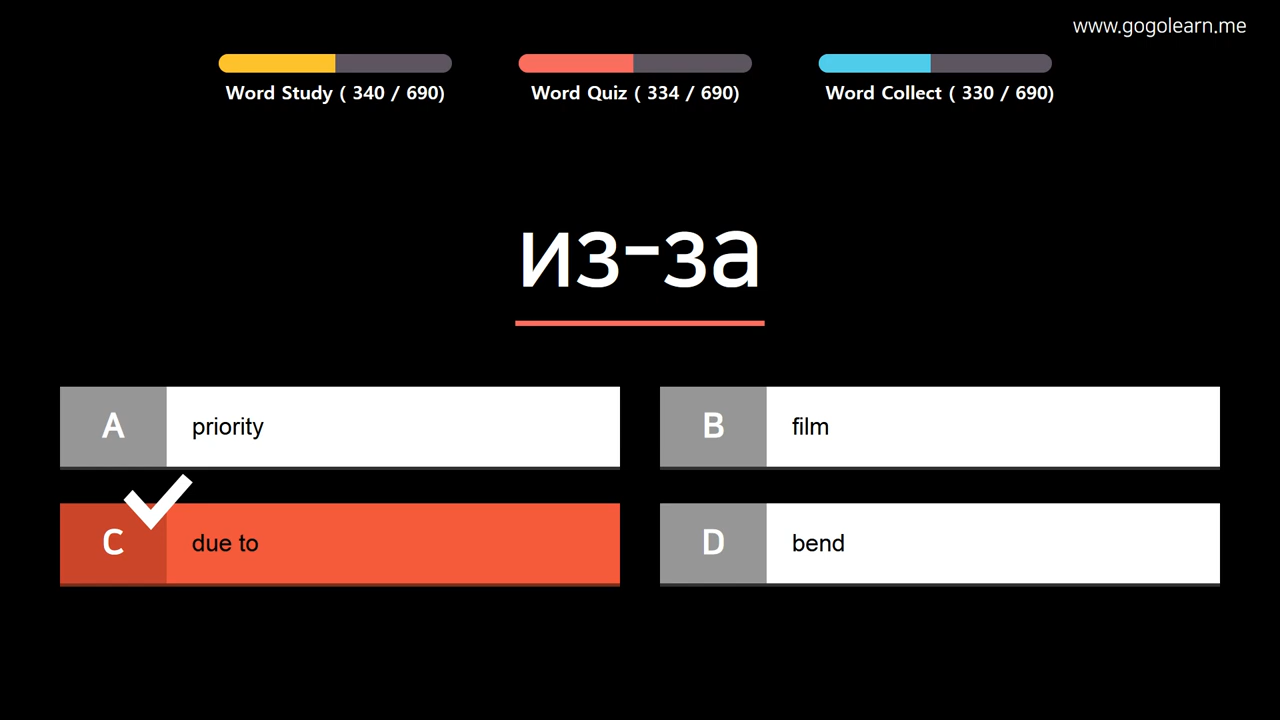 www.gogolearn.me
Word Study ( 340 / 690)
Word Quiz ( 334 / 690)
Word Collect ( 330 / 690)
из-за
A priority
B film
C due to
D bend